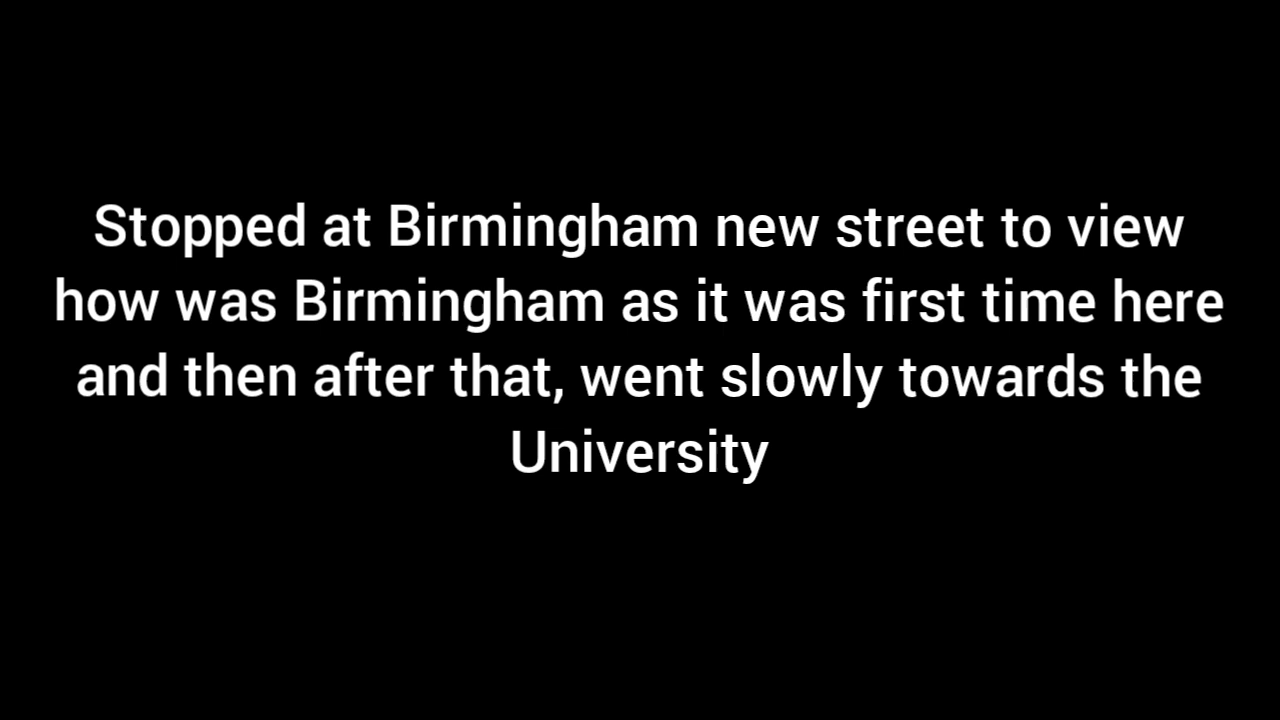 Stopped at Birmingham new street to view
how was Birmingham as it was first time here
and then after that, went slowly towards the
University